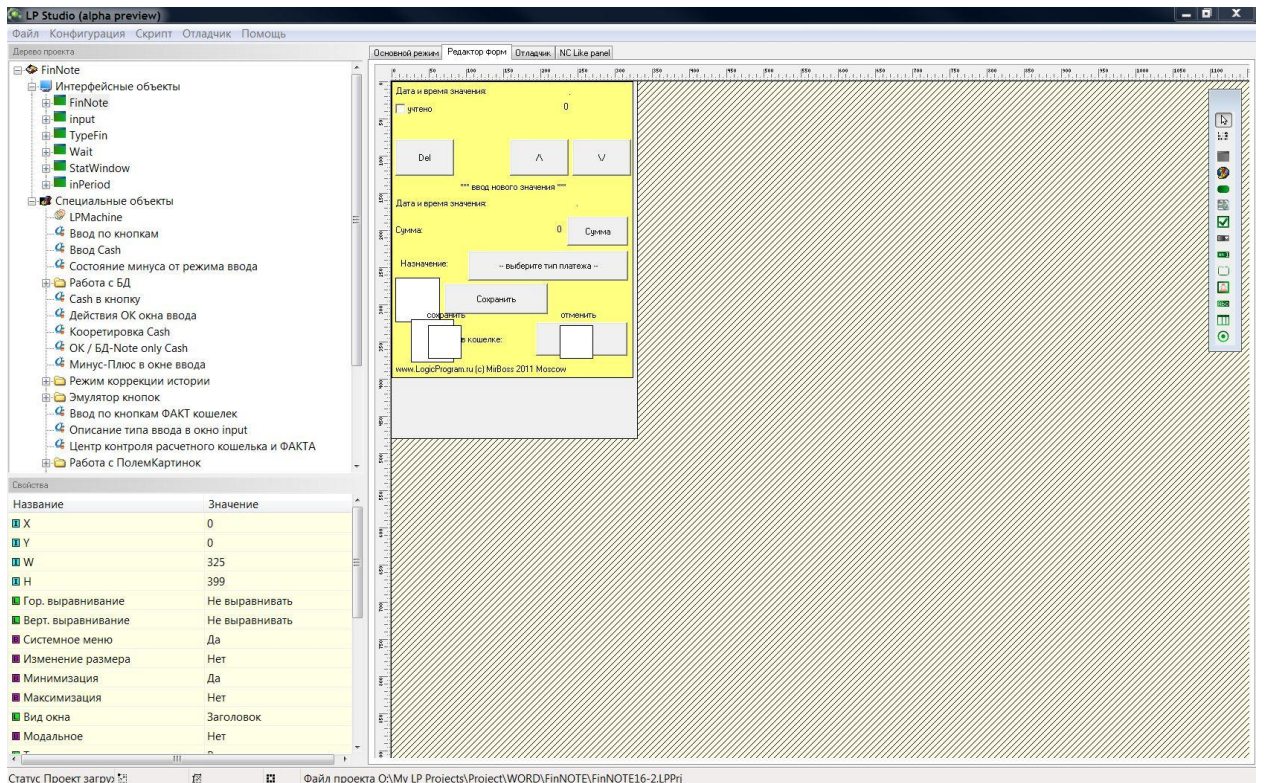 LP Studio (alpha preview)
Файл Конфигурация Скрипт Отладчик Помощь
Дерево проекта
FinNote
Интерфейсные объекты
FinNote
input
TypeFin
Wait
StatWindow
inPeriod
Специальные объекты
LPMachine
Ввод по кнопкам
Ввод Cash
Состояние минуса от режима ввода
Работа с БД
Cash в кнопку
Действия ОК окна ввода
Кооретировка Cash
ОК / БД-Note only Cash
Минус-Плюс в окне ввода
Режим коррекции истории
Эмулятор кнопок
Ввод по кнопкам ФАКТ кошелек
Описание типа ввода в окно input
Центр контроля расчетного кошелька и ФАКТА
Работа с ПолемКартинок
Свойства
Название Значение
X 0
Y 0
W 325
H 399
Гор. выравнивание Не выравнивать
Верт. выравнивание Не выравнивать
Системное меню Да
Изменение размера Нет
Минимизация Да
Максимизация Нет
Вид окна Заголовок
Модальное Нет
Основной режим Редактор форм Отладчик NC Like panel
Дата и время значения: .
учтено 0
Del /\ \/
*** ввод нового значения ***
Дата и время значения: .
Сумма: 0 Сумма
Назначение: -- выберите тип платежа --
Сохранить
сохранить отменить
в кошелке:
www.LogicProgram.ru (c) MiiBoss 2011 Moscow
Статус Проект загруз Файл проекта O:\My LP Projects\Project\WORD\FinNOTE\FinNOTE16-2.LPPrj